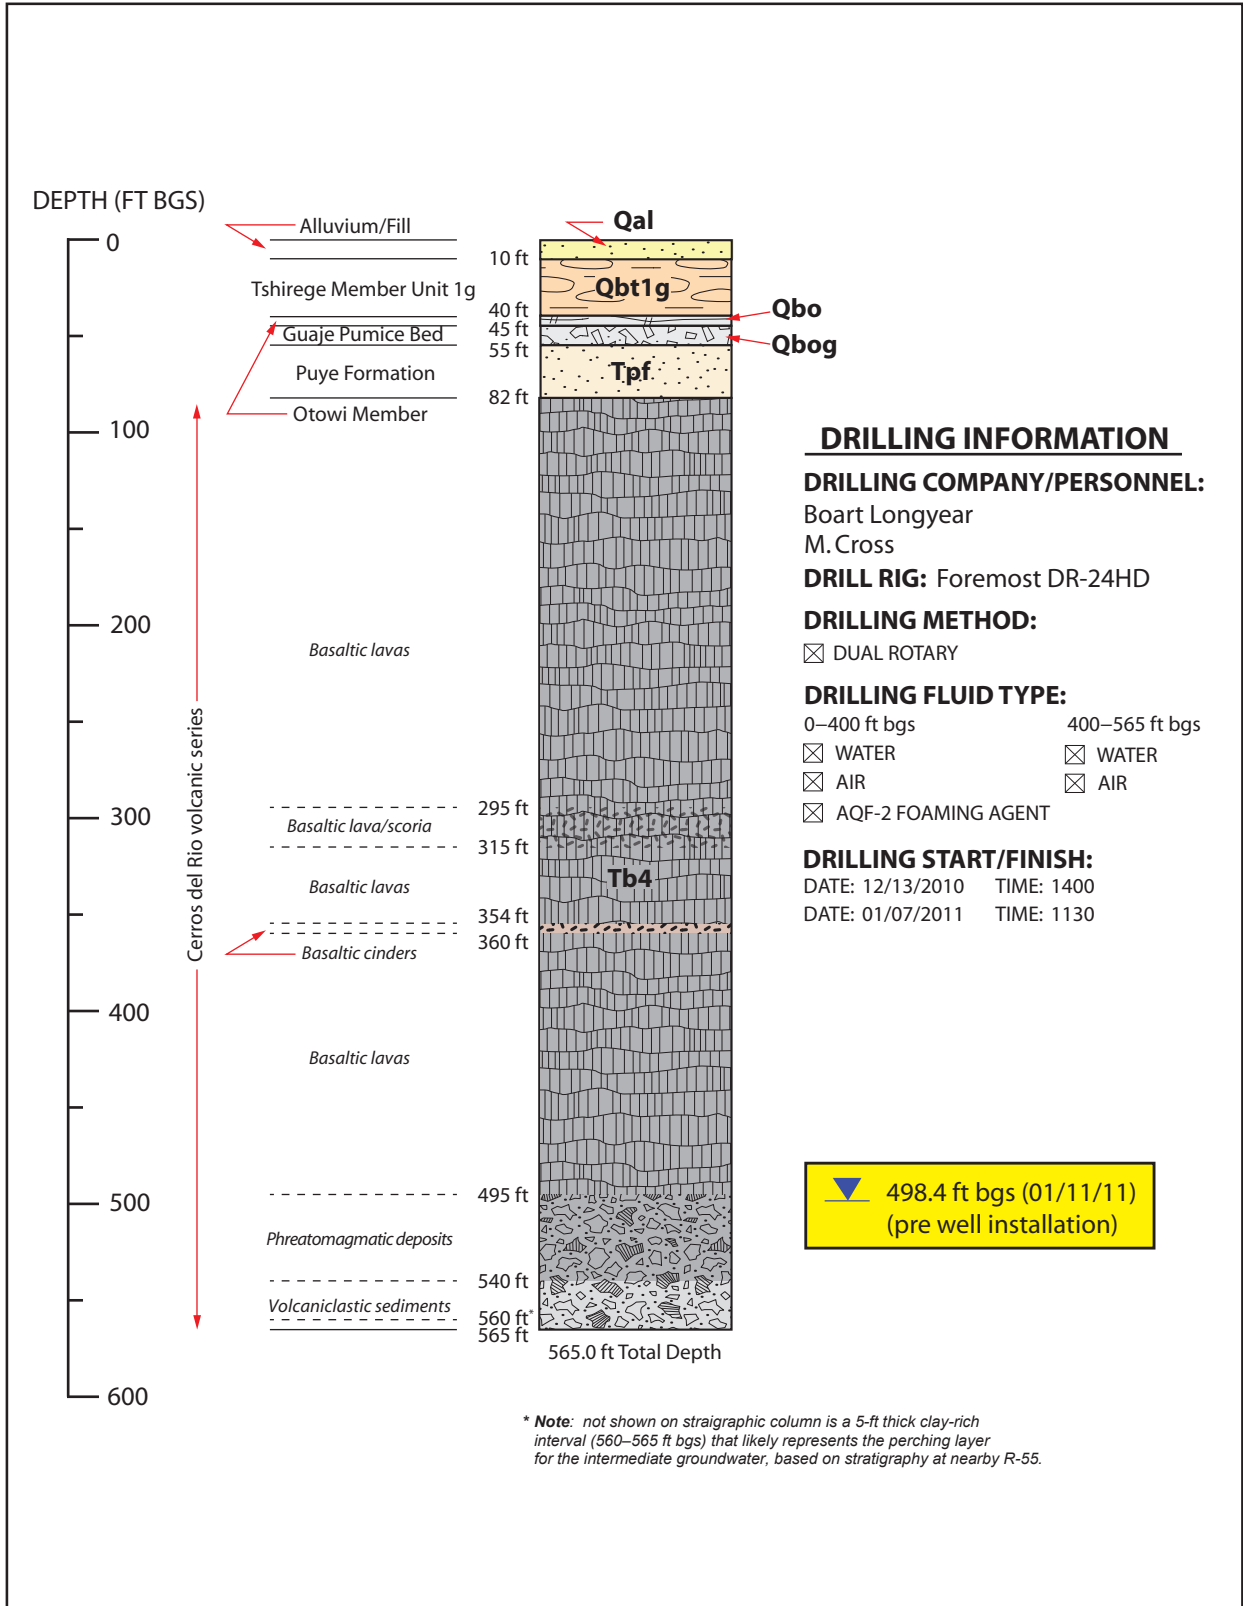 DEPTH (FT BGS)
0
100
200
300
400
500
600
Alluvium/Fill
Tshirege Member Unit 1g
Guaje Pumice Bed
Puye Formation
Otowi Member
Cerros del Rio volcanic series
Basaltic lavas
Basaltic lava/scoria
Basaltic lavas
Basaltic cinders
Basaltic lavas
Phreatomagmatic deposits
Volcaniclastic sediments
10 ft
40 ft
45 ft
55 ft
82 ft
295 ft
315 ft
354 ft
360 ft
495 ft
540 ft
560 ft*
565 ft
Qal
Qbt1g
Qbo
Qbog
Tpf
Tb4
565.0 ft Total Depth
DRILLING INFORMATION
DRILLING COMPANY/PERSONNEL:
Boart Longyear
M. Cross
DRILL RIG: Foremost DR-24HD
DRILLING METHOD:
☒ DUAL ROTARY
DRILLING FLUID TYPE:
0–400 ft bgs 400–565 ft bgs
☒ WATER ☒ WATER
☒ AIR ☒ AIR
☒ AQF-2 FOAMING AGENT
DRILLING START/FINISH:
DATE: 12/13/2010 TIME: 1400
DATE: 01/07/2011 TIME: 1130
498.4 ft bgs (01/11/11)
(pre well installation)
* Note: not shown on straigraphic column is a 5-ft thick clay-rich
interval (560–565 ft bgs) that likely represents the perching layer
for the intermediate groundwater, based on stratigraphy at nearby R-55.